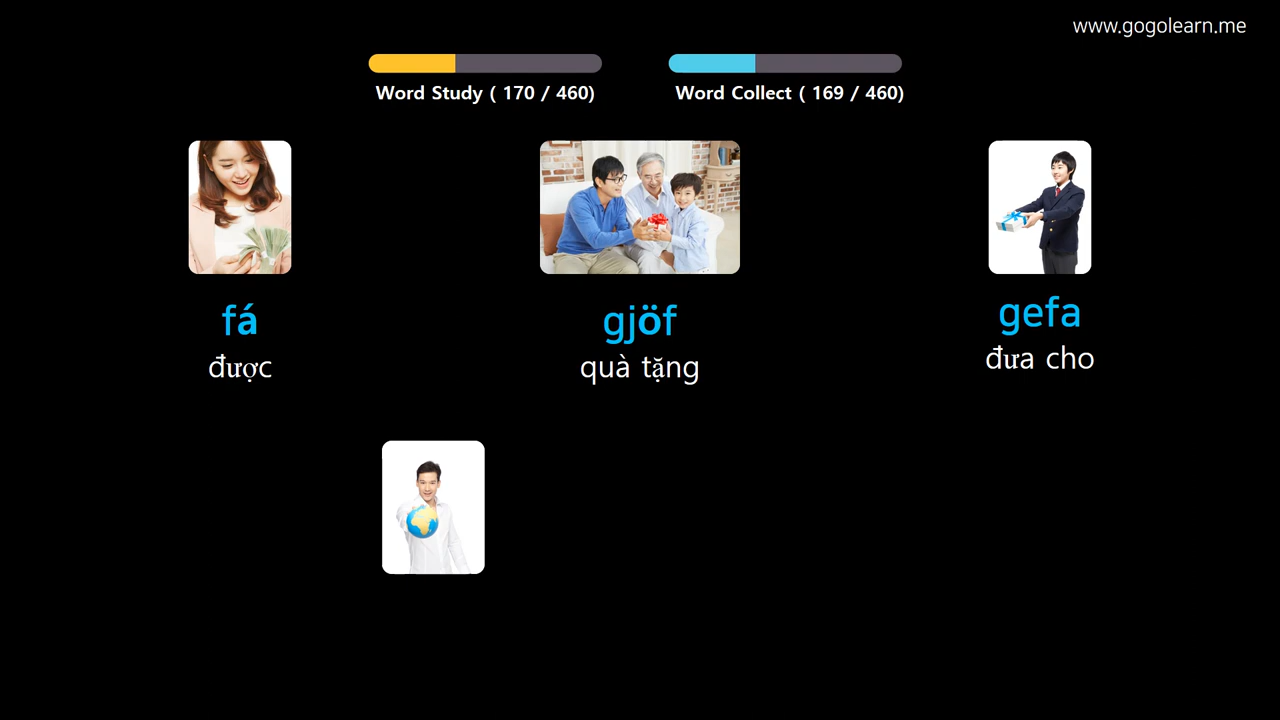 www.gogolearn.me
Word Study ( 170 / 460)
Word Collect ( 169 / 460)
fá
gjöf
gefa
được
quà tặng
đưa cho